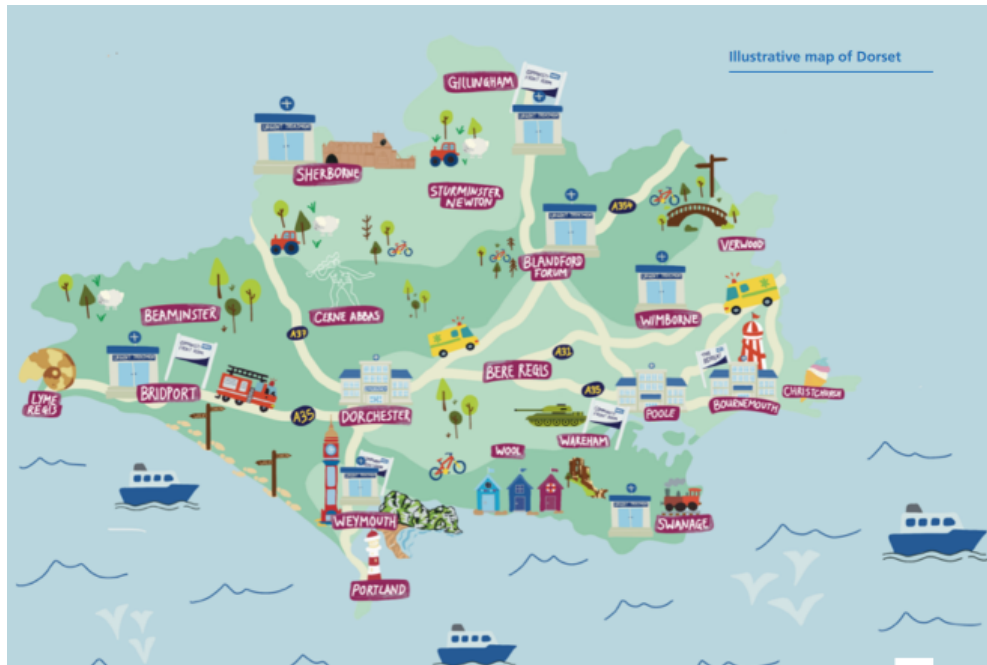 Illustrative map of Dorset
GILLINGHAM
SHERBORNE
STURMINSTER
NEWTON
A354
VERWOOD
BLANDFORD
FORUM
WIMBORNE
CERNE ABBAS
BEAMINSTER
A37
A31
BERE REGIS
A35
LYME
REGIS
BRIDPORT
A35
DORCHESTER
POOLE
BOURNEMOUTH
CHRISTCHURCH
WAREHAM
WOOL
WEYMOUTH
SWANAGE
PORTLAND